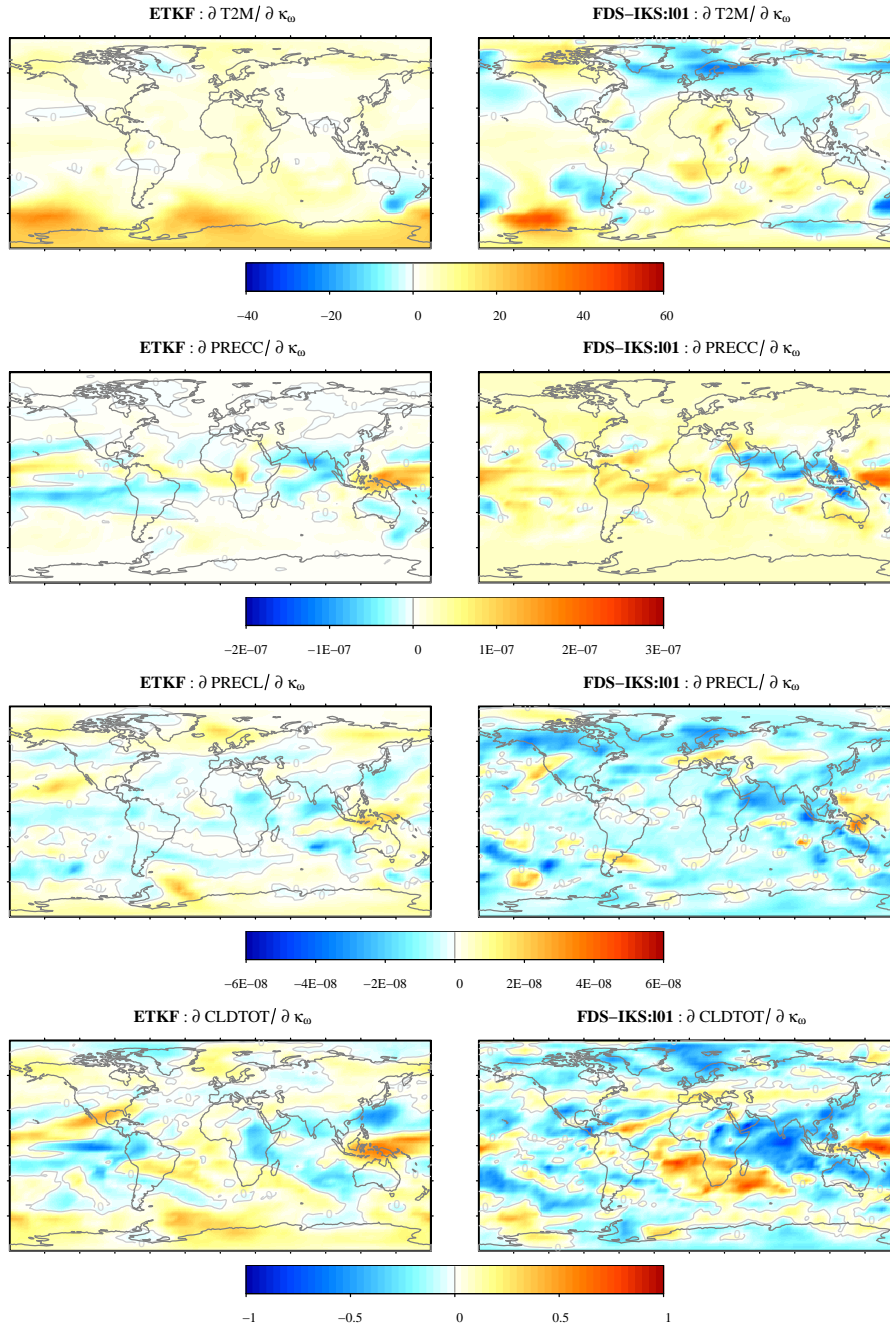 ETKF : ∂ T2M/ ∂ κω
FDS−IKS:l01 : ∂ T2M/ ∂ κω
−40 −20 0 20 40 60
ETKF : ∂ PRECC/ ∂ κω
FDS−IKS:l01 : ∂ PRECC/ ∂ κω
−2E−07 −1E−07 0 1E−07 2E−07 3E−07
ETKF : ∂ PRECL/ ∂ κω
FDS−IKS:l01 : ∂ PRECL/ ∂ κω
−6E−08 −4E−08 −2E−08 0 2E−08 4E−08 6E−08
ETKF : ∂ CLDTOT/ ∂ κω
FDS−IKS:l01 : ∂ CLDTOT/ ∂ κω
−1 −0.5 0 0.5 1